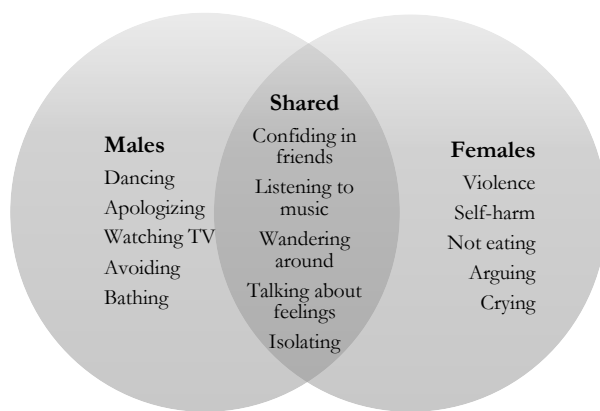 Males
Dancing
Apologizing
Watching TV
Avoiding
Bathing
Shared
Confiding in
friends
Listening to
music
Wandering
around
Talking about
feelings
Isolating
Females
Violence
Self-harm
Not eating
Arguing
Crying